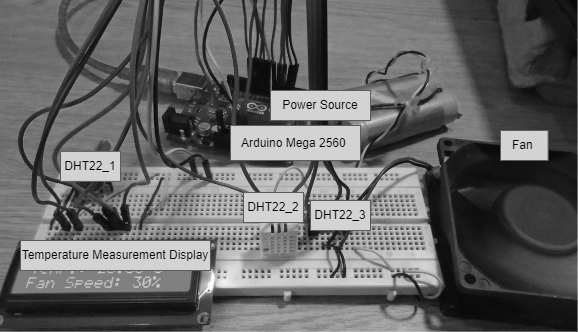 Power Source
Arduino Mega 2560
Fan
DHT22_1
DHT22_2
DHT22_3
Temperature Measurement Display
Fan Speed: 30%